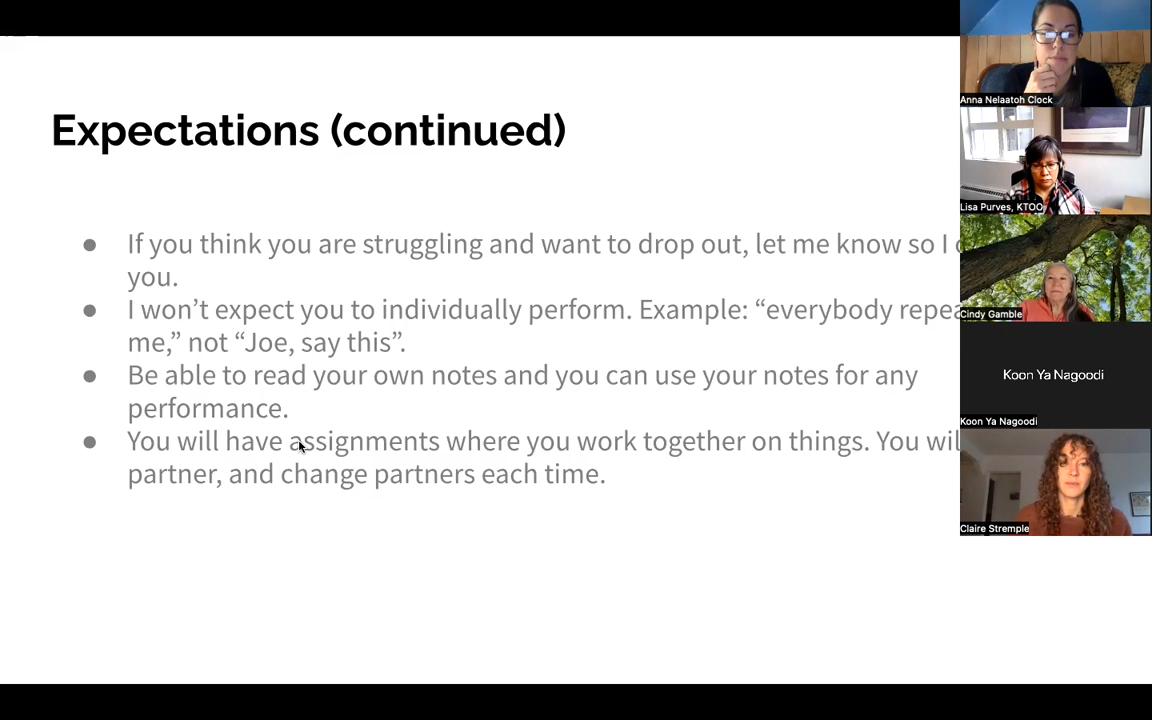 Expectations (continued)
● If you think you are struggling and want to drop out, let me know so I
you.
● I won’t expect you to individually perform. Example: “everybody repea
me,” not “Joe, say this”.
● Be able to read your own notes and you can use your notes for any
performance.
● You will have assignments where you work together on things. You wil
partner, and change partners each time.
Anna Nelaatoh Clock
Lisa Purves, KTOO
Cindy Gamble
Koon Ya Nagoodi
Koon Ya Nagoodi
Claire Stremple